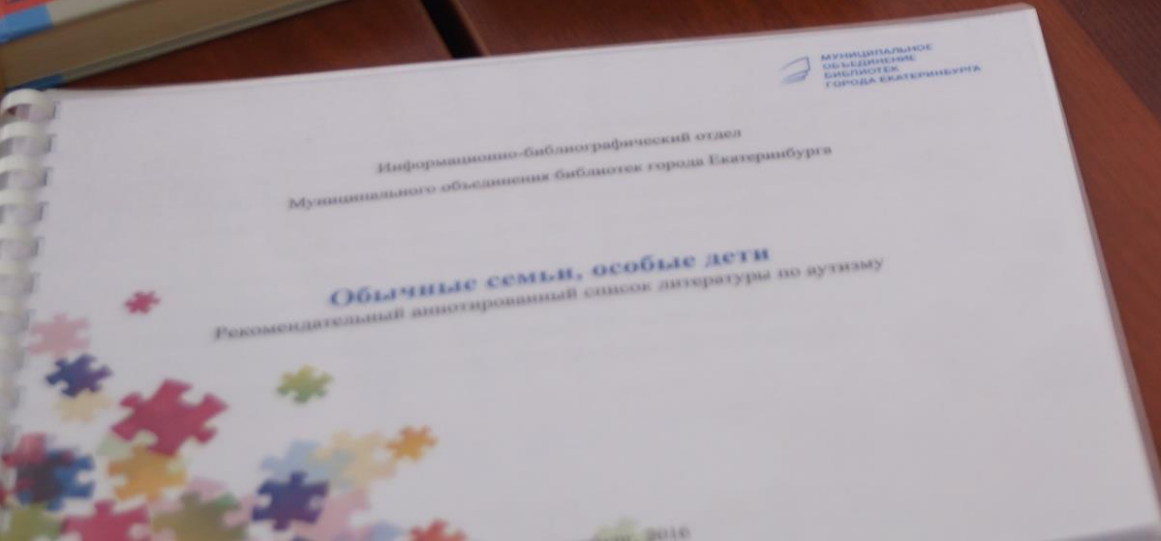 МУНИЦИПАЛЬНОЕ
ОБЪЕДИНЕНИЕ
БИБЛИОТЕК
ГОРОДА ЕКАТЕРИНБУРГА
Информационно-библиографический отдел
Муниципального объединения библиотек города Екатеринбурга
Обычные семьи, особые дети
Рекомендательный аннотированный список литературы по аутизму
2016